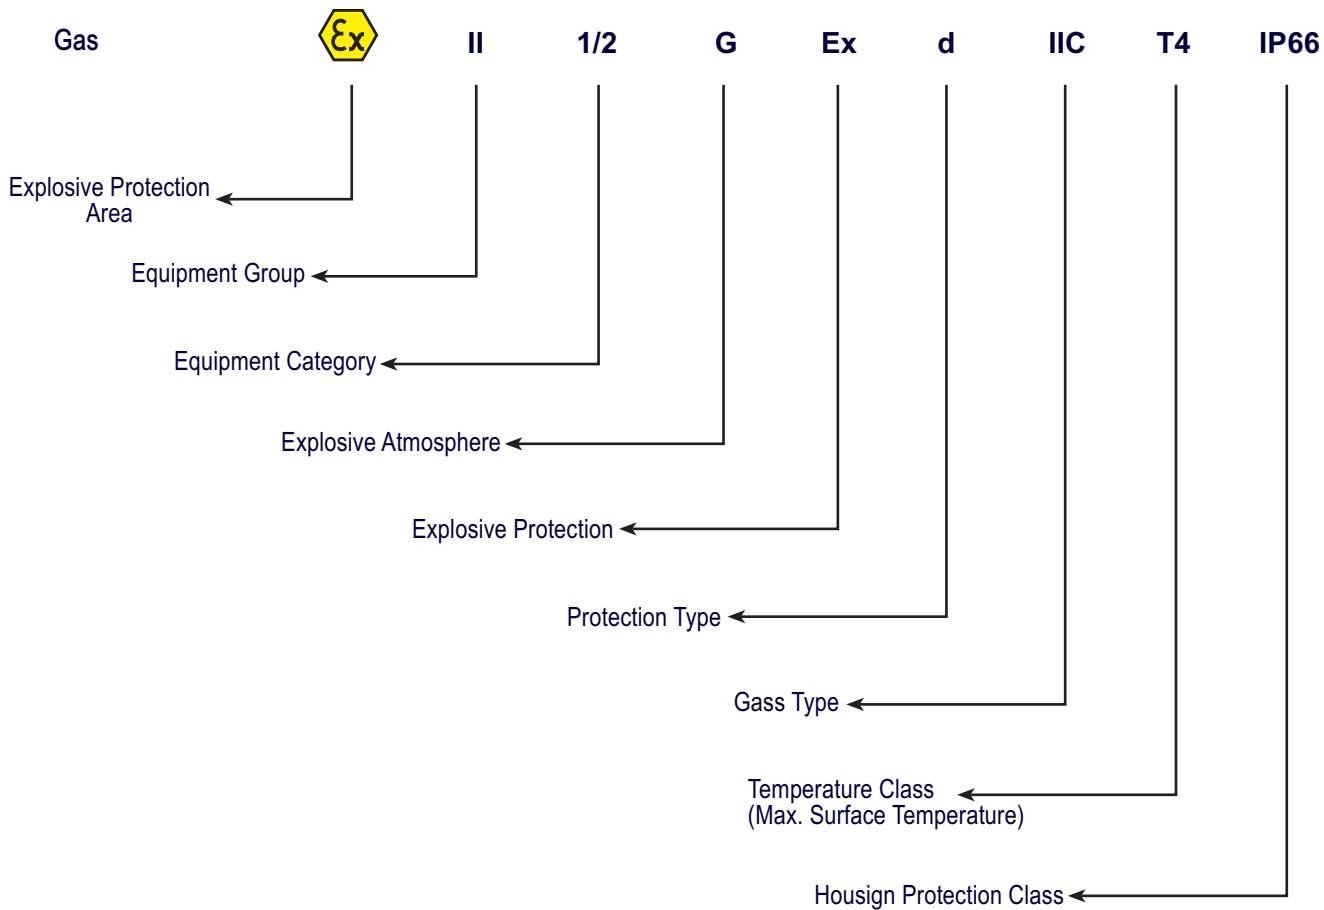 Gas Ex II 1/2 G Ex d IIC T4 IP66
Explosive Protection
Area
Equipment Group
Equipment Category
Explosive Atmosphere
Explosive Protection
Protection Type
Gass Type
Temperature Class
(Max. Surface Temperature)
Housign Protection Class